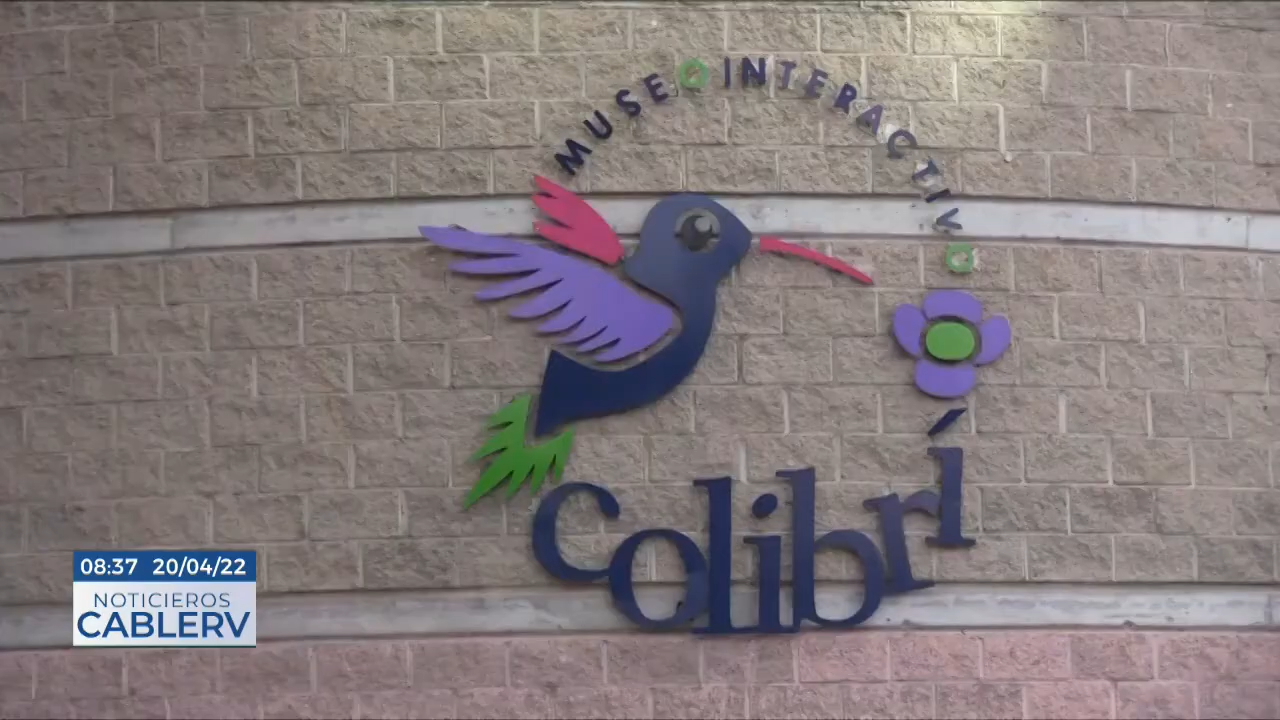 MUSEO INTERACTIVO
Colibrí
08:37 20/04/22
NOTICIEROS
CABLERV